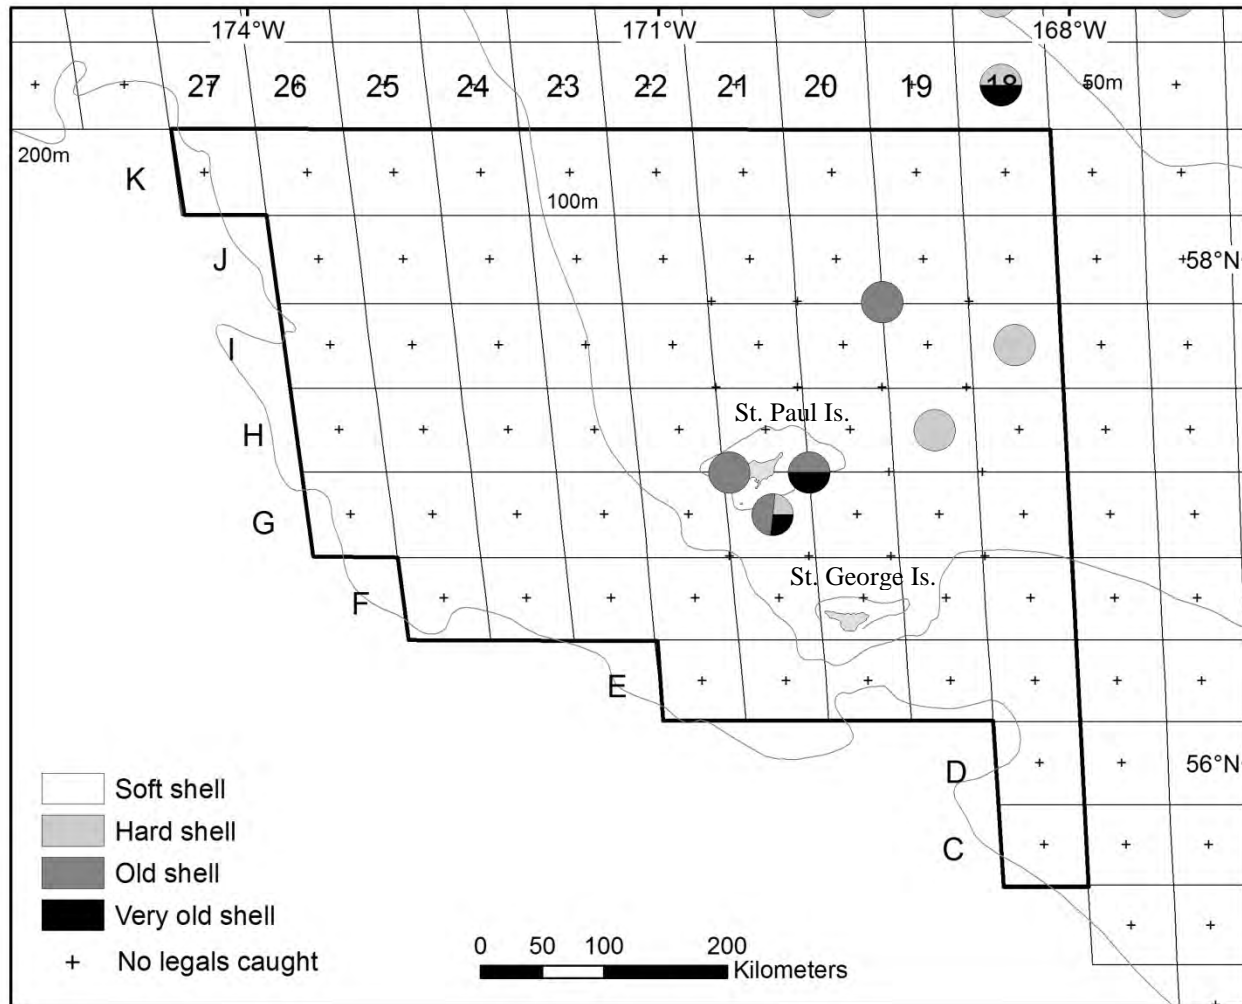 174°W 171°W 168°W
27 26 25 24 23 22 21 20 19 18 50m
200m
K
100m
J 58°N
I
St. Paul Is.
H
G
St. George Is.
F
E
D 56°N
Soft shell
Hard shell
C
Old shell
Very old shell
No legals caught
0 50 100 200
Kilometers